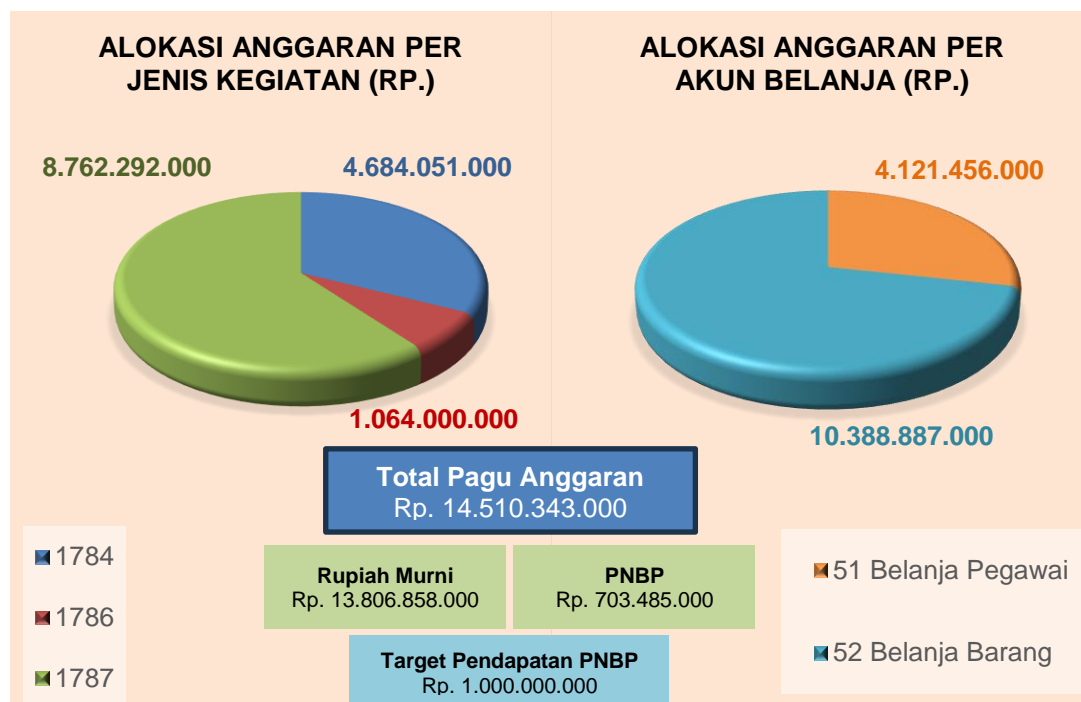 ALOKASI ANGGARAN PER
JENIS KEGIATAN (RP.)
8.762.292.000
4.684.051.000
1.064.000.000
ALOKASI ANGGARAN PER
AKUN BELANJA (RP.)
4.121.456.000
10.388.887.000
Total Pagu Anggaran
Rp. 14.510.343.000
Rupiah Murni
Rp. 13.806.858.000
PNBP
Rp. 703.485.000
Target Pendapatan PNBP
Rp. 1.000.000.000
1784
1786
1787
51 Belanja Pegawai
52 Belanja Barang